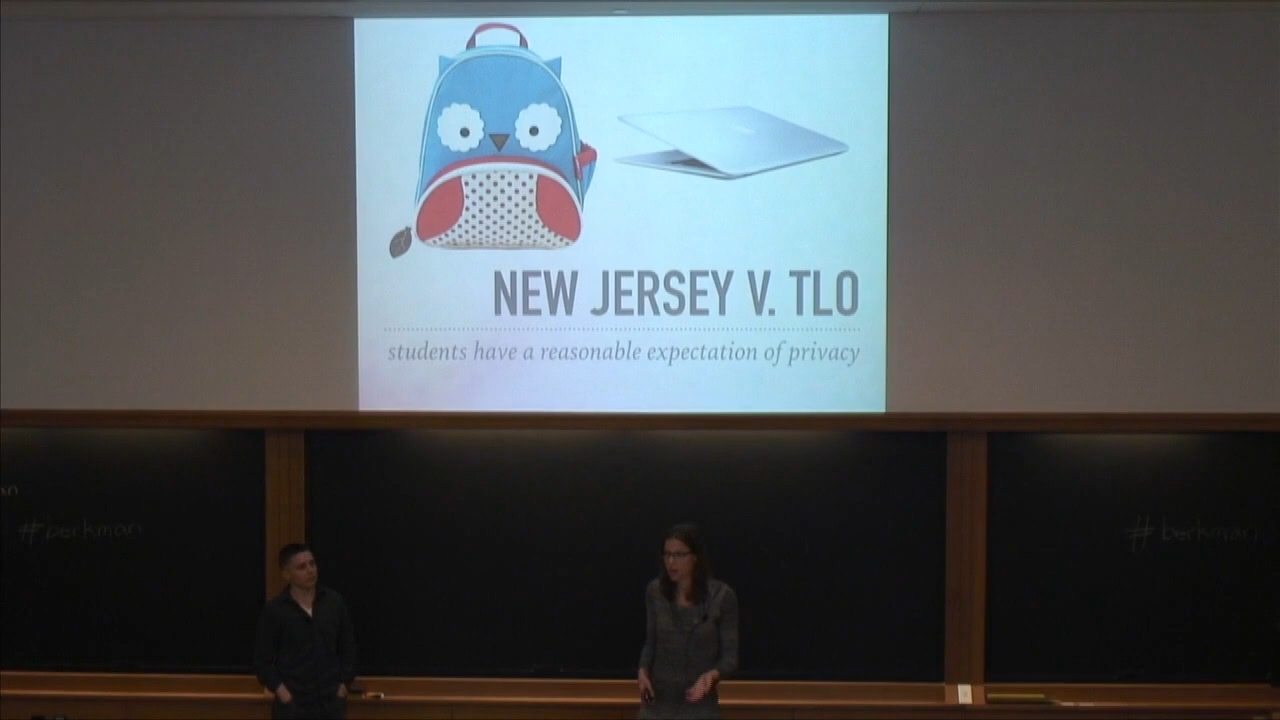 NEW JERSEY V. TLO
students have a reasonable expectation of privacy
#berkman
#berkman